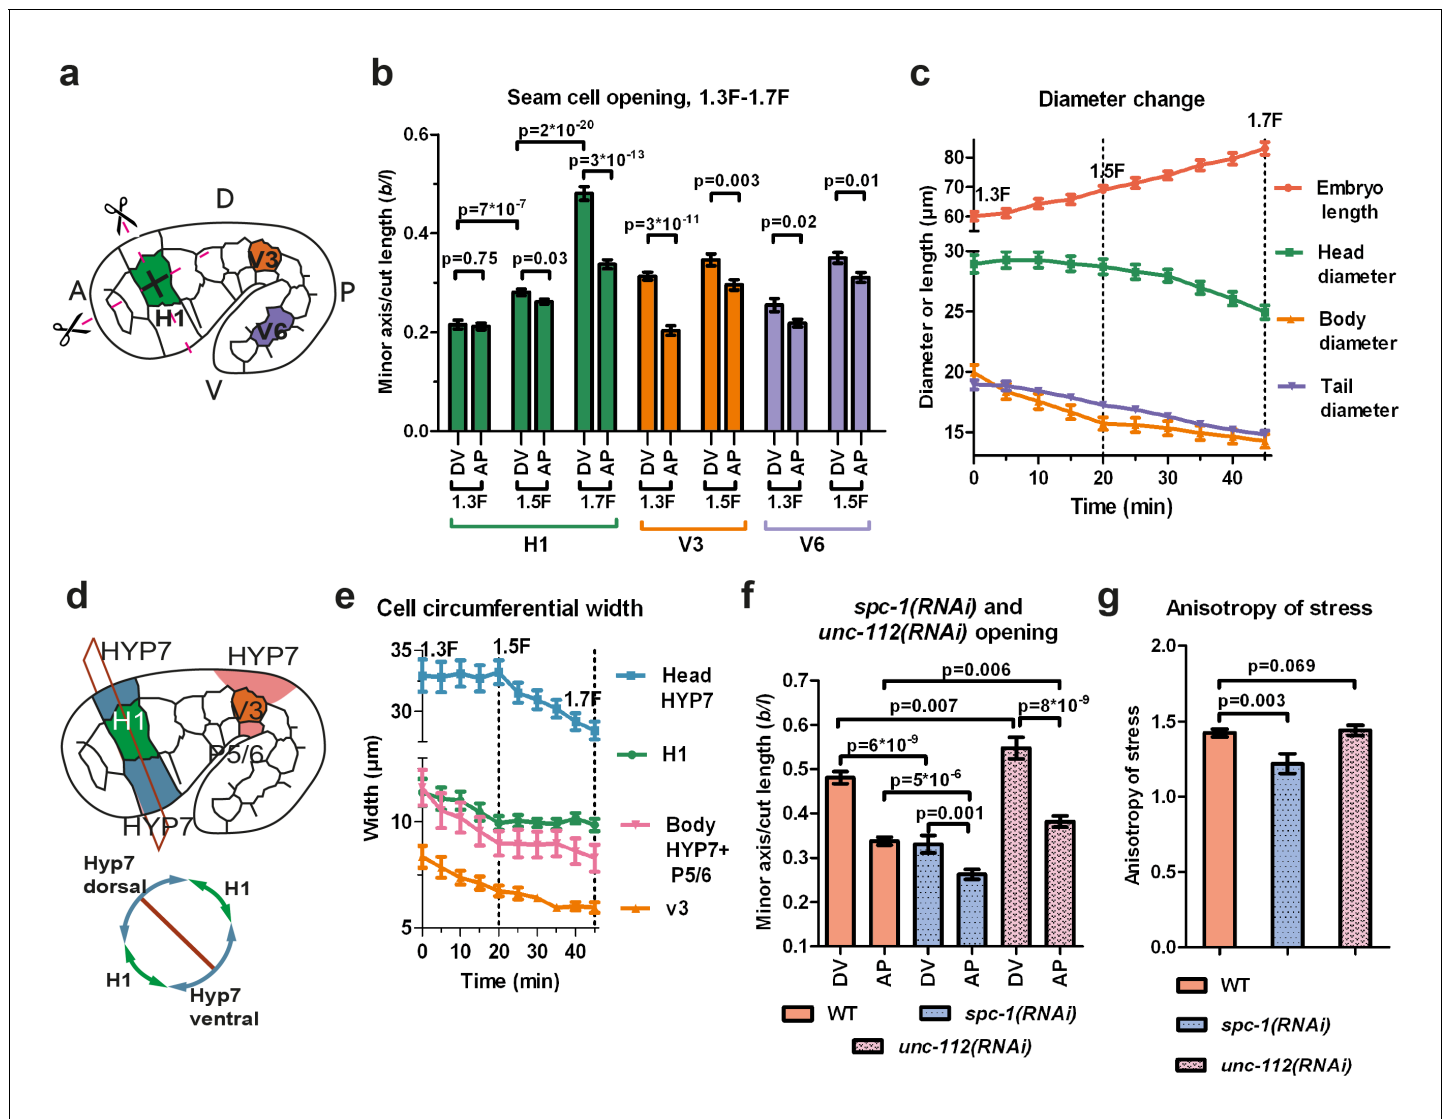 a
D
A
P
H1
V3
V6
V
b
Seam cell opening, 1.3F-1.7F
Minor axis/cut length (b/l)
0.6
0.4
0.2
0.0
p=2*10-20
p=3*10-13
p=7*10-7
p=0.75
p=0.03
p=3*10-11
p=0.003
p=0.02
p=0.01
DV AP DV AP DV AP DV AP DV AP DV AP DV AP
1.3F 1.5F 1.7F 1.3F 1.5F 1.3F 1.5F
H1 V3 V6
c
Diameter change
1.7F
1.5F
1.3F
Diameter or length (µm)
80
70
60
30
25
20
15
0 10 20 30 40
Time (min)
Embryo
length
Head
diameter
Body
diameter
Tail
diameter
d
HYP7
HYP7
H1
V3
P5/6
HYP7
Hyp7
dorsal
H1
H1
Hyp7
ventral
e
Cell circumferential width
1.3F
1.5F
1.7F
Width (µm)
35
30
10
5
0 10 20 30 40
Time (min)
Head
HYP7
H1
Body
HYP7+
P5/6
v3
f
spc-1(RNAi) and
unc-112(RNAi) opening
Minor axis/cut length (b/l)
0.7
0.6
0.5
0.4
0.3
0.2
0.1
p=0.006
p=0.007
p=8*10-9
p=6*10-9
p=5*10-6
p=0.001
DV AP DV AP DV AP
WT
spc-1(RNAi)
unc-112(RNAi)
g
Anisotropy of stress
Anisotropy of stress
2.0
1.5
1.0
0.5
0.0
p=0.069
p=0.003
WT
spc-1(RNAi)
unc-112(RNAi)